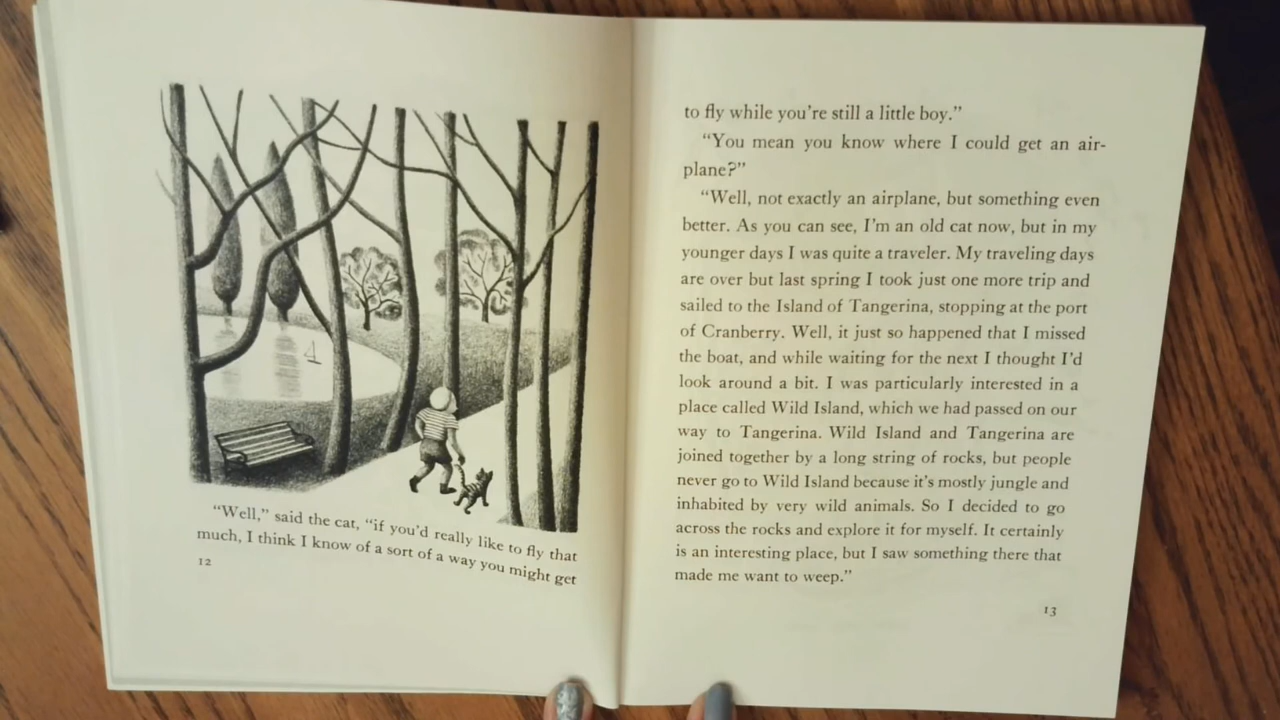 “Well,” said the cat, “if you’d really like to fly that
much, I think I know of a sort of a way you might get
12
to fly while you’re still a little boy.”
“You mean you know where I could get an air-
plane?”
“Well, not exactly an airplane, but something even
better. As you can see, I’m an old cat now, but in my
younger days I was quite a traveler. My traveling days
are over but last spring I took just one more trip and
sailed to the Island of Tangerina, stopping at the port
of Cranberry. Well, it just so happened that I missed
the boat, and while waiting for the next I thought I’d
look around a bit. I was particularly interested in a
place called Wild Island, which we had passed on our
way to Tangerina. Wild Island and Tangerina are
joined together by a long string of rocks, but people
never go to Wild Island because it’s mostly jungle and
inhabited by very wild animals. So I decided to go
across the rocks and explore it for myself. It certainly
is an interesting place, but I saw something there that
made me want to weep.”
13